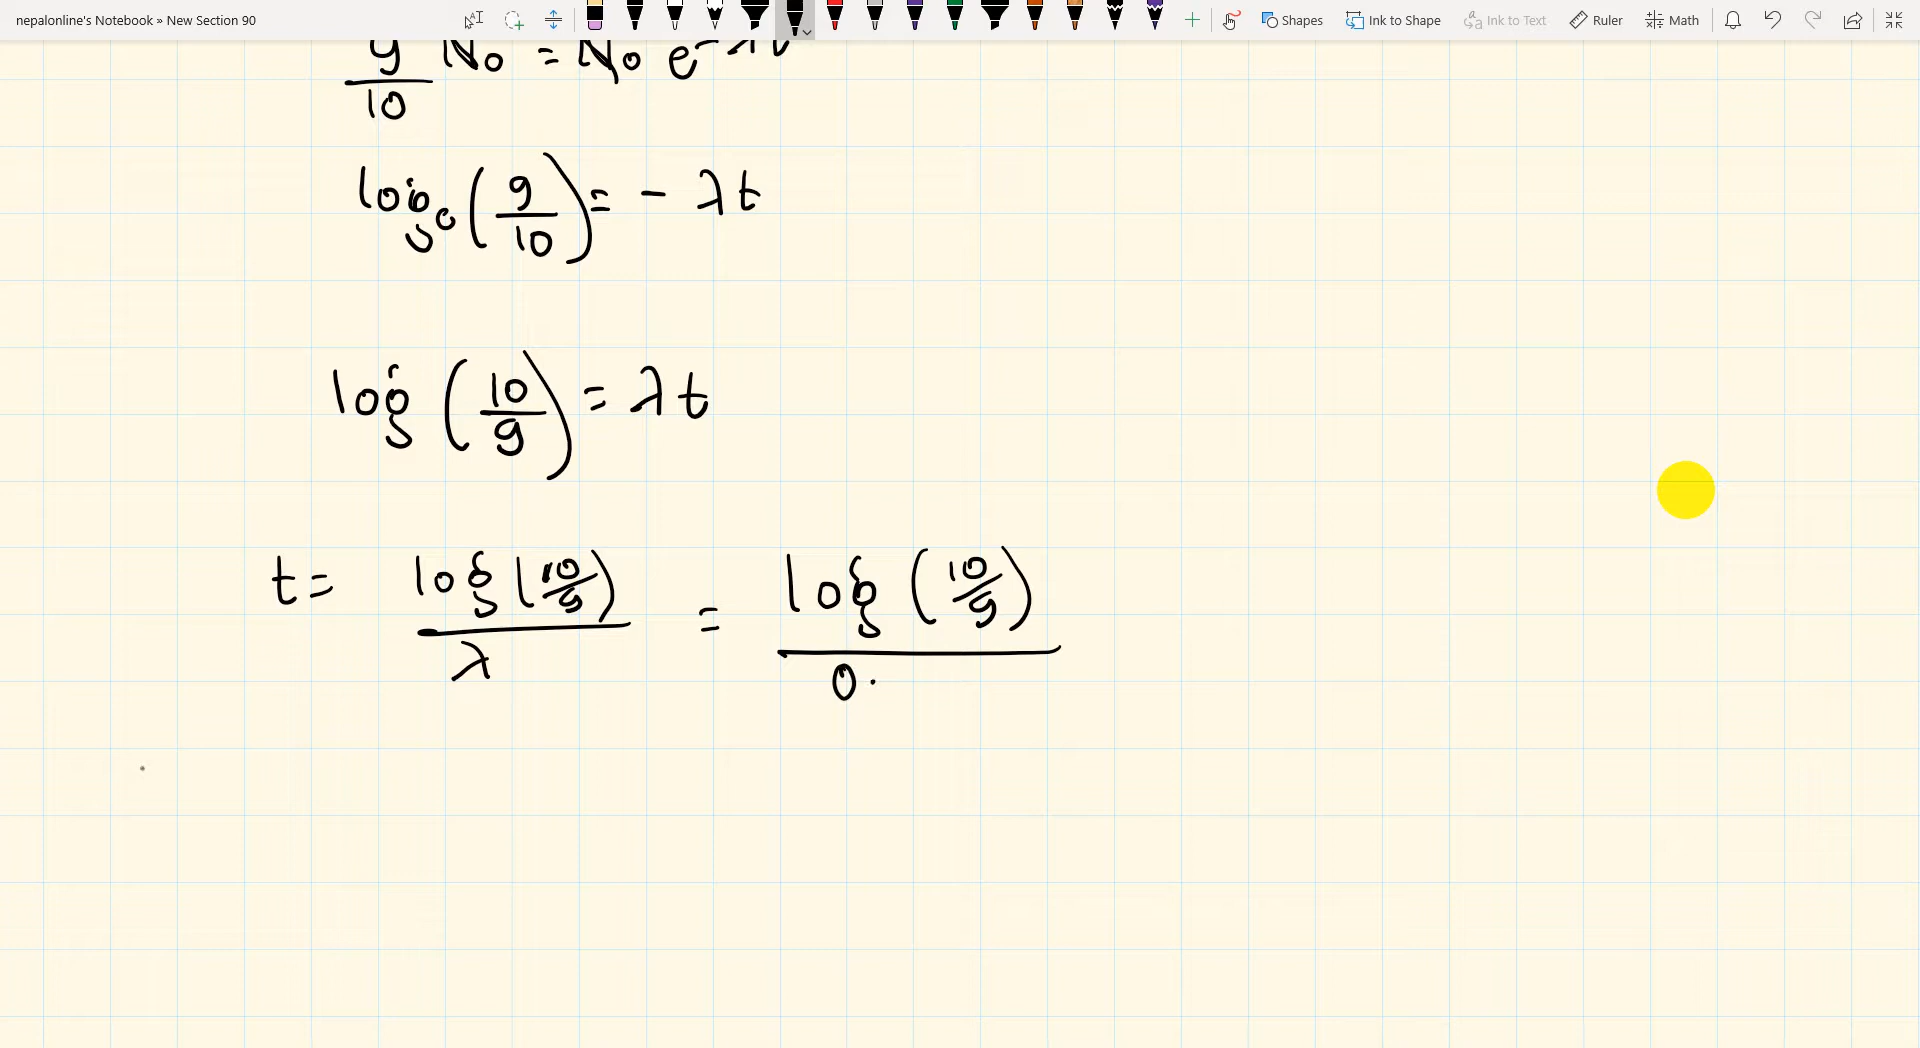 nepalonline's Notebook » New Section 90
Shapes Ink to Shape Ink to Text Ruler Math
9/10 N₀ = N₀ e^-λt
log (9/10) = - λt
log (10/9) = λt
t = log(10/9)/λ = log (10/9)/0.